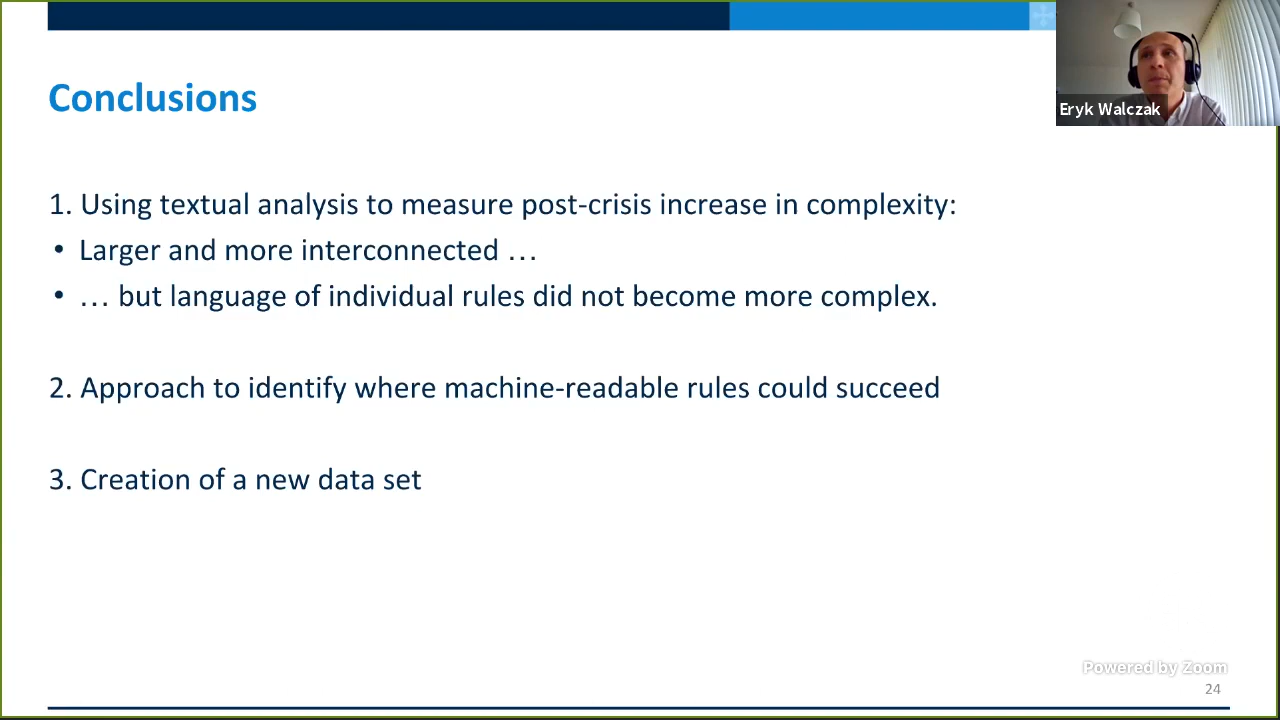 Conclusions
Eryk Walczak
1. Using textual analysis to measure post-crisis increase in complexity:
• Larger and more interconnected …
• … but language of individual rules did not become more complex.
2. Approach to identify where machine-readable rules could succeed
3. Creation of a new data set
Powered by Zoom
24